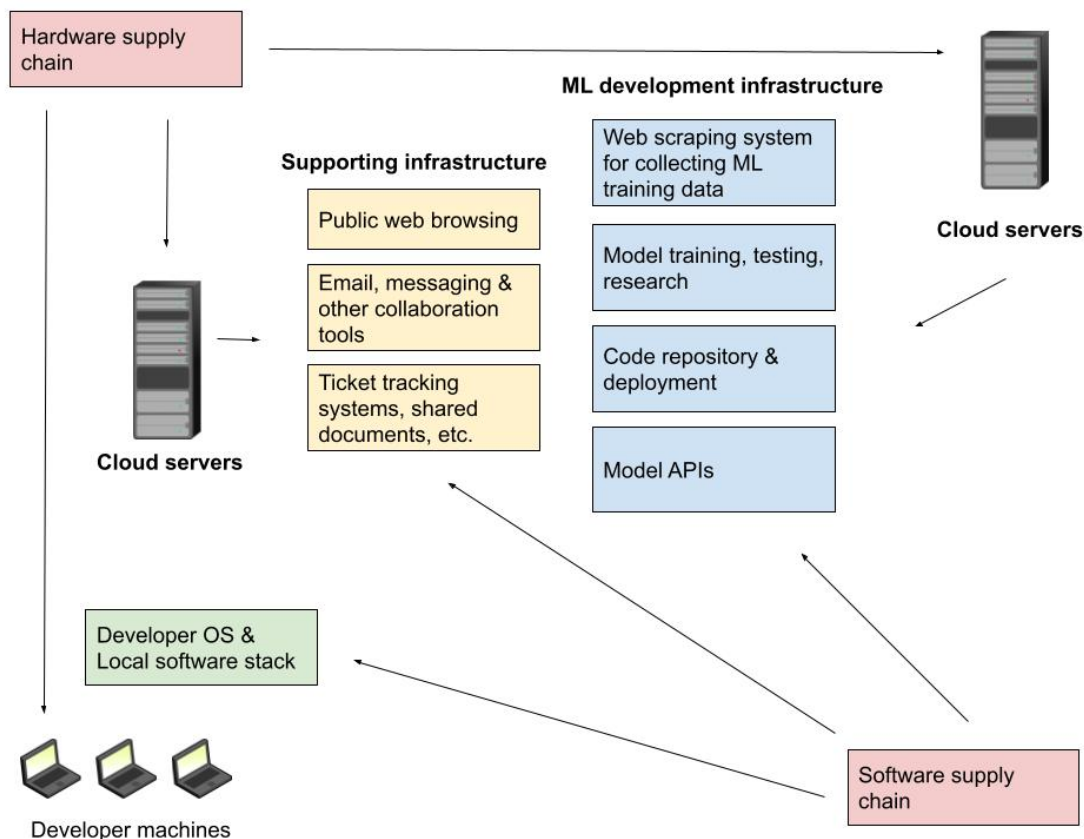 Hardware supply
chain
ML development infrastructure
Web scraping system
for collecting ML
training data
Cloud servers
Supporting infrastructure
Public web browsing
Model training, testing,
research
Email, messaging &
other collaboration
tools
Code repository &
deployment
Ticket tracking
systems, shared
documents, etc.
Cloud servers
Model APIs
Developer OS &
Local software stack
Software supply
chain
Developer machines